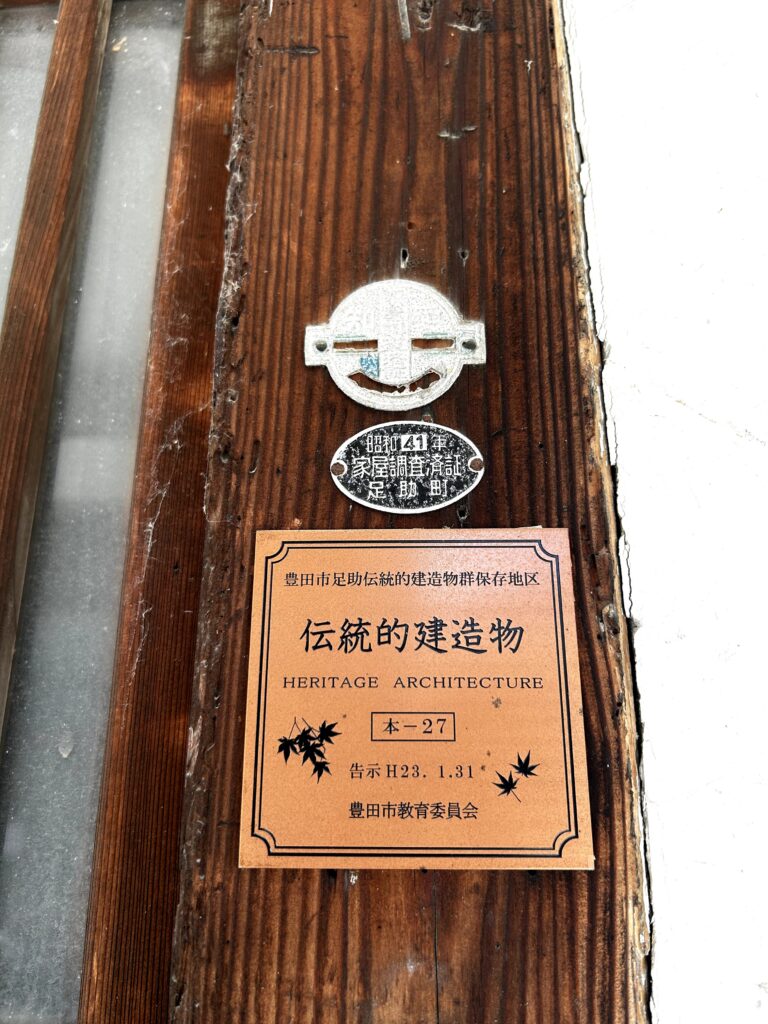 昭和41年
家屋調査済証
足助町
豊田市足助伝統的建造物群保存地区
伝統的建造物
HERITAGE ARCHITECTURE
本-27
告示H23. 1.31
豊田市教育委員会